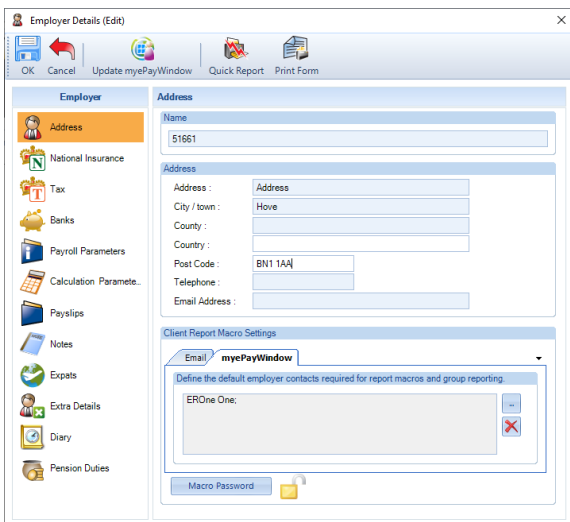 Employer Details (Edit)
OK Cancel Update myePayWindow Quick Report Print Form
Employer
Address
National Insurance
Tax
Banks
Payroll Parameters
Calculation Paramete..
Payslips
Notes
Expats
Extra Details
Diary
Pension Duties
Address
Name
51661
Address
Address : Address
City / town : Hove
County :
Country :
Post Code : BN1 1AA
Telephone :
Email Address :
Client Report Macro Settings
Email myePayWindow
Define the default employer contacts required for report macros and group reporting.
EROne One;
...
Macro Password